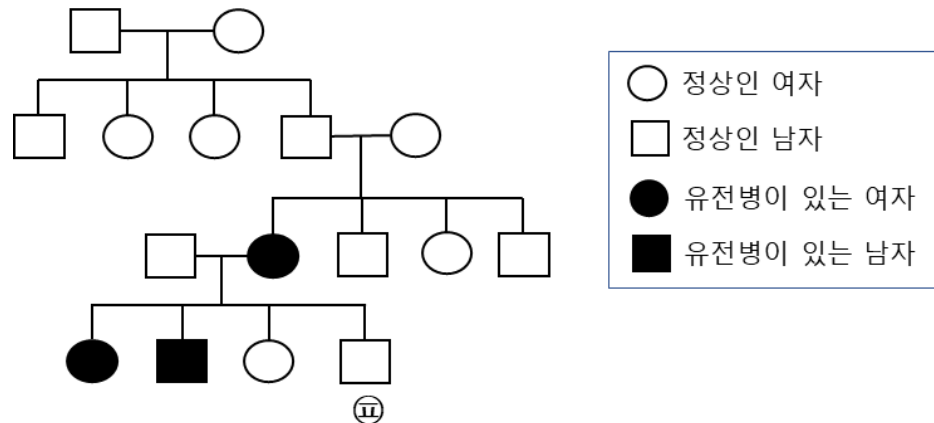 정상인 여자
정상인 남자
유전병이 있는 여자
유전병이 있는 남자
㉿